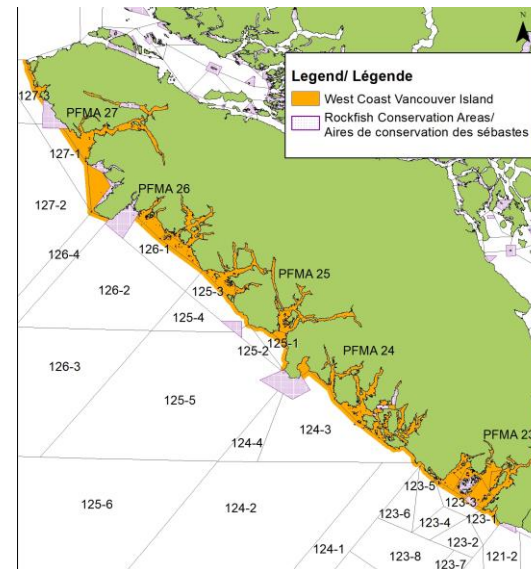 N
Legend/ Légende
West Coast Vancouver Island
Rockfish Conservation Areas/
Aires de conservation des sébastes
127-3
PFMA 27
127-1
127-2
PFMA 26
126-1
126-4
126-2
PFMA 25
125-3
125-4
125-1
125-2
PFMA 24
126-3
125-5
124-3
124-4
PFMA 23
123-5
123-3
125-6
124-2
123-6
123-4
123-1
123-2
121-2
124-1
123-8
123-7